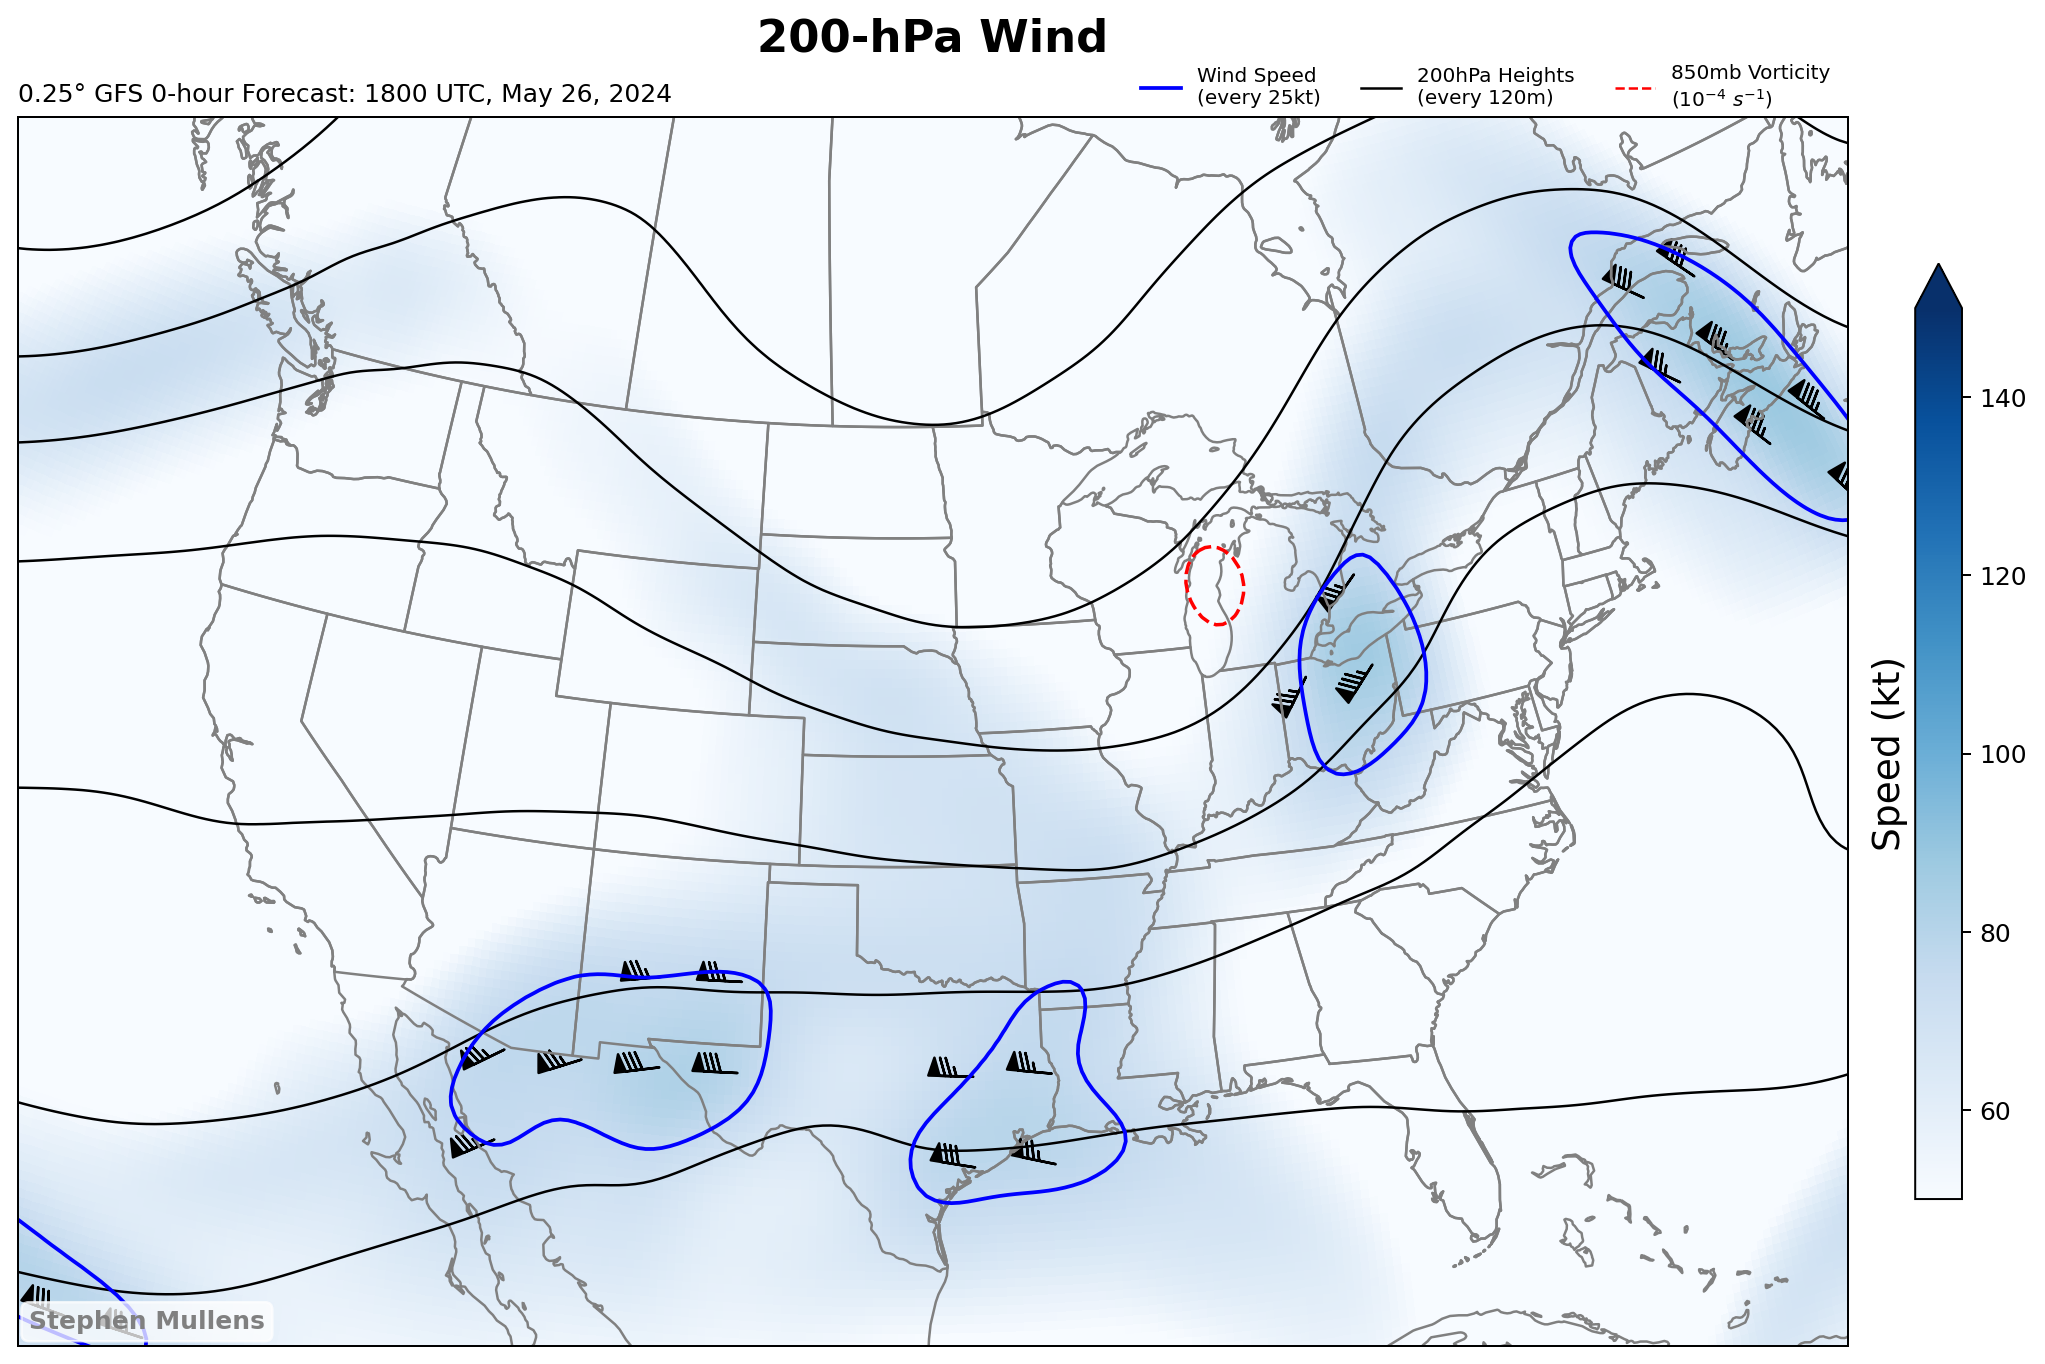 200-hPa Wind
0.25° GFS 0-hour Forecast: 1800 UTC, May 26, 2024
Wind Speed
(every 25kt)
200hPa Heights
(every 120m)
850mb Vorticity
(10⁻⁴ s⁻¹)
140
120
100
80
60
Speed (kt)
Stephen Mullens